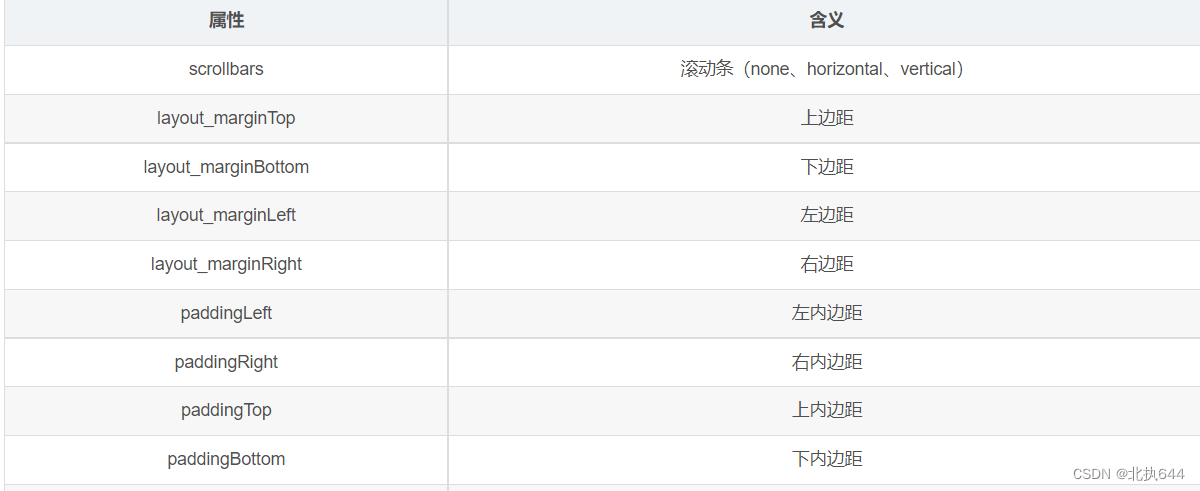 属性 含义
scrollbars 滚动条（none、horizontal、vertical）
layout_marginTop 上边距
layout_marginBottom 下边距
layout_marginLeft 左边距
layout_marginRight 右边距
paddingLeft 左内边距
paddingRight 右内边距
paddingTop 上内边距
paddingBottom 下内边距
CSDN @北执644